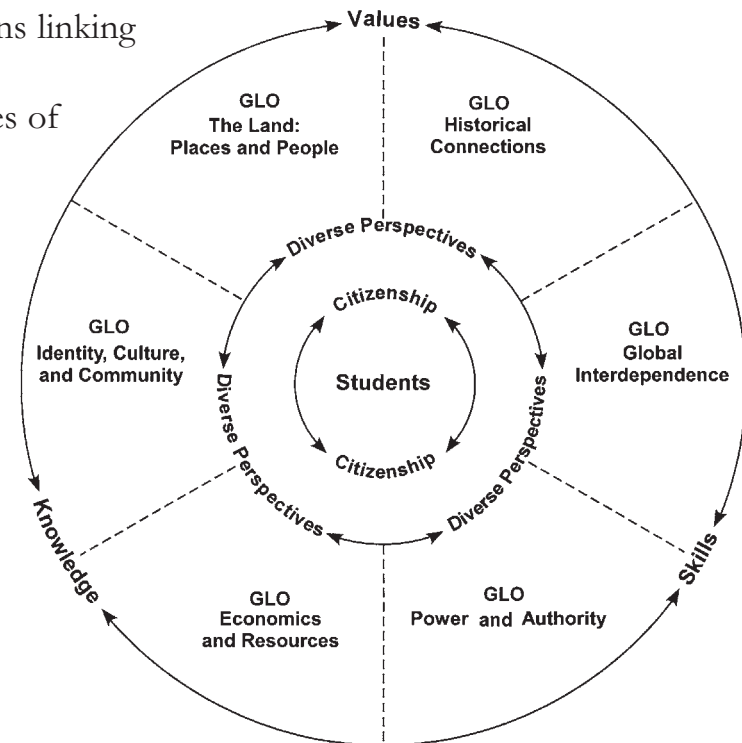 ns linking
es of
Values
GLO
The Land:
Places and People
GLO
Historical
Connections
GLO
Identity, Culture,
and Community
GLO
Global
Interdependence
Diverse Perspectives
Citizenship
Students
Citizenship
Diverse Perspectives
Diverse Perspectives
Knowledge
Skills
GLO
Economics
and Resources
GLO
Power and Authority